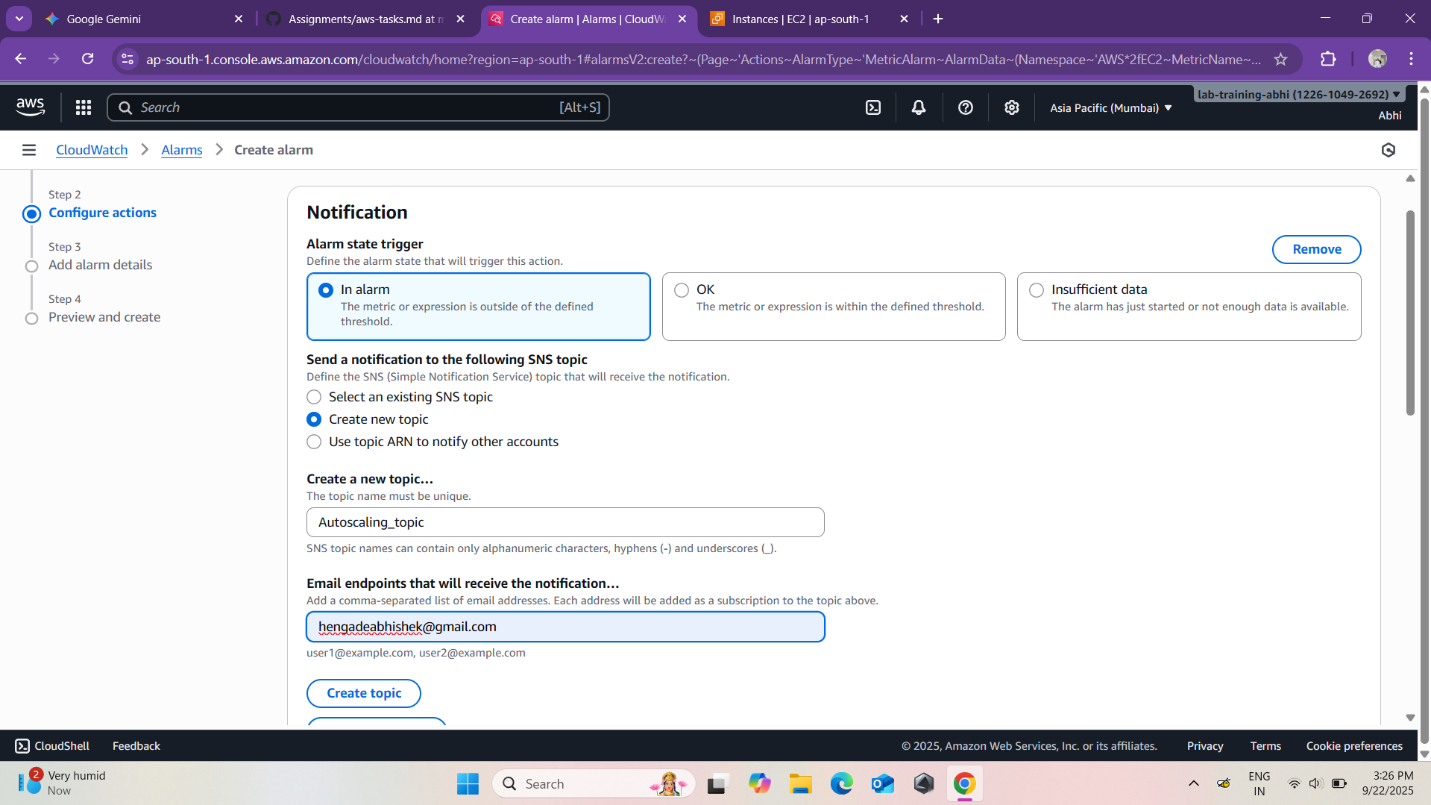 Google Gemini
Assignments/aws-tasks.md at m
Create alarm | Alarms | CloudWa
Instances | EC2 | ap-south-1
ap-south-1.console.aws.amazon.com/cloudwatch/home?region=ap-south-1#alarmsV2:create?~(Page~'Actions~AlarmType~'MetricAlarm~AlarmData~(Namespace~'AWS*2fEC2~MetricName~...
aws
Search
[Alt+S]
Asia Pacific (Mumbai)
lab-training-abhi (1226-1049-2692)
Abhi
CloudWatch
Alarms
Create alarm
Step 2
Configure actions
Step 3
Add alarm details
Step 4
Preview and create
Notification
Alarm state trigger
Define the alarm state that will trigger this action.
Remove
In alarm
The metric or expression is outside of the defined
threshold.
OK
The metric or expression is within the defined threshold.
Insufficient data
The alarm has just started or not enough data is available.
Send a notification to the following SNS topic
Define the SNS (Simple Notification Service) topic that will receive the notification.
Select an existing SNS topic
Create new topic
Use topic ARN to notify other accounts
Create a new topic…
The topic name must be unique.
Autoscaling_topic
SNS topic names can contain only alphanumeric characters, hyphens (-) and underscores (_).
Email endpoints that will receive the notification…
Add a comma-separated list of email addresses. Each address will be added as a subscription to the topic above.
hengadeabhishek@gmail.com
user1@example.com, user2@example.com
Create topic
CloudShell
Feedback
© 2025, Amazon Web Services, Inc. or its affiliates.
Privacy
Terms
Cookie preferences
2
Very humid
Now
Search
ENG
IN
3:26 PM
9/22/2025